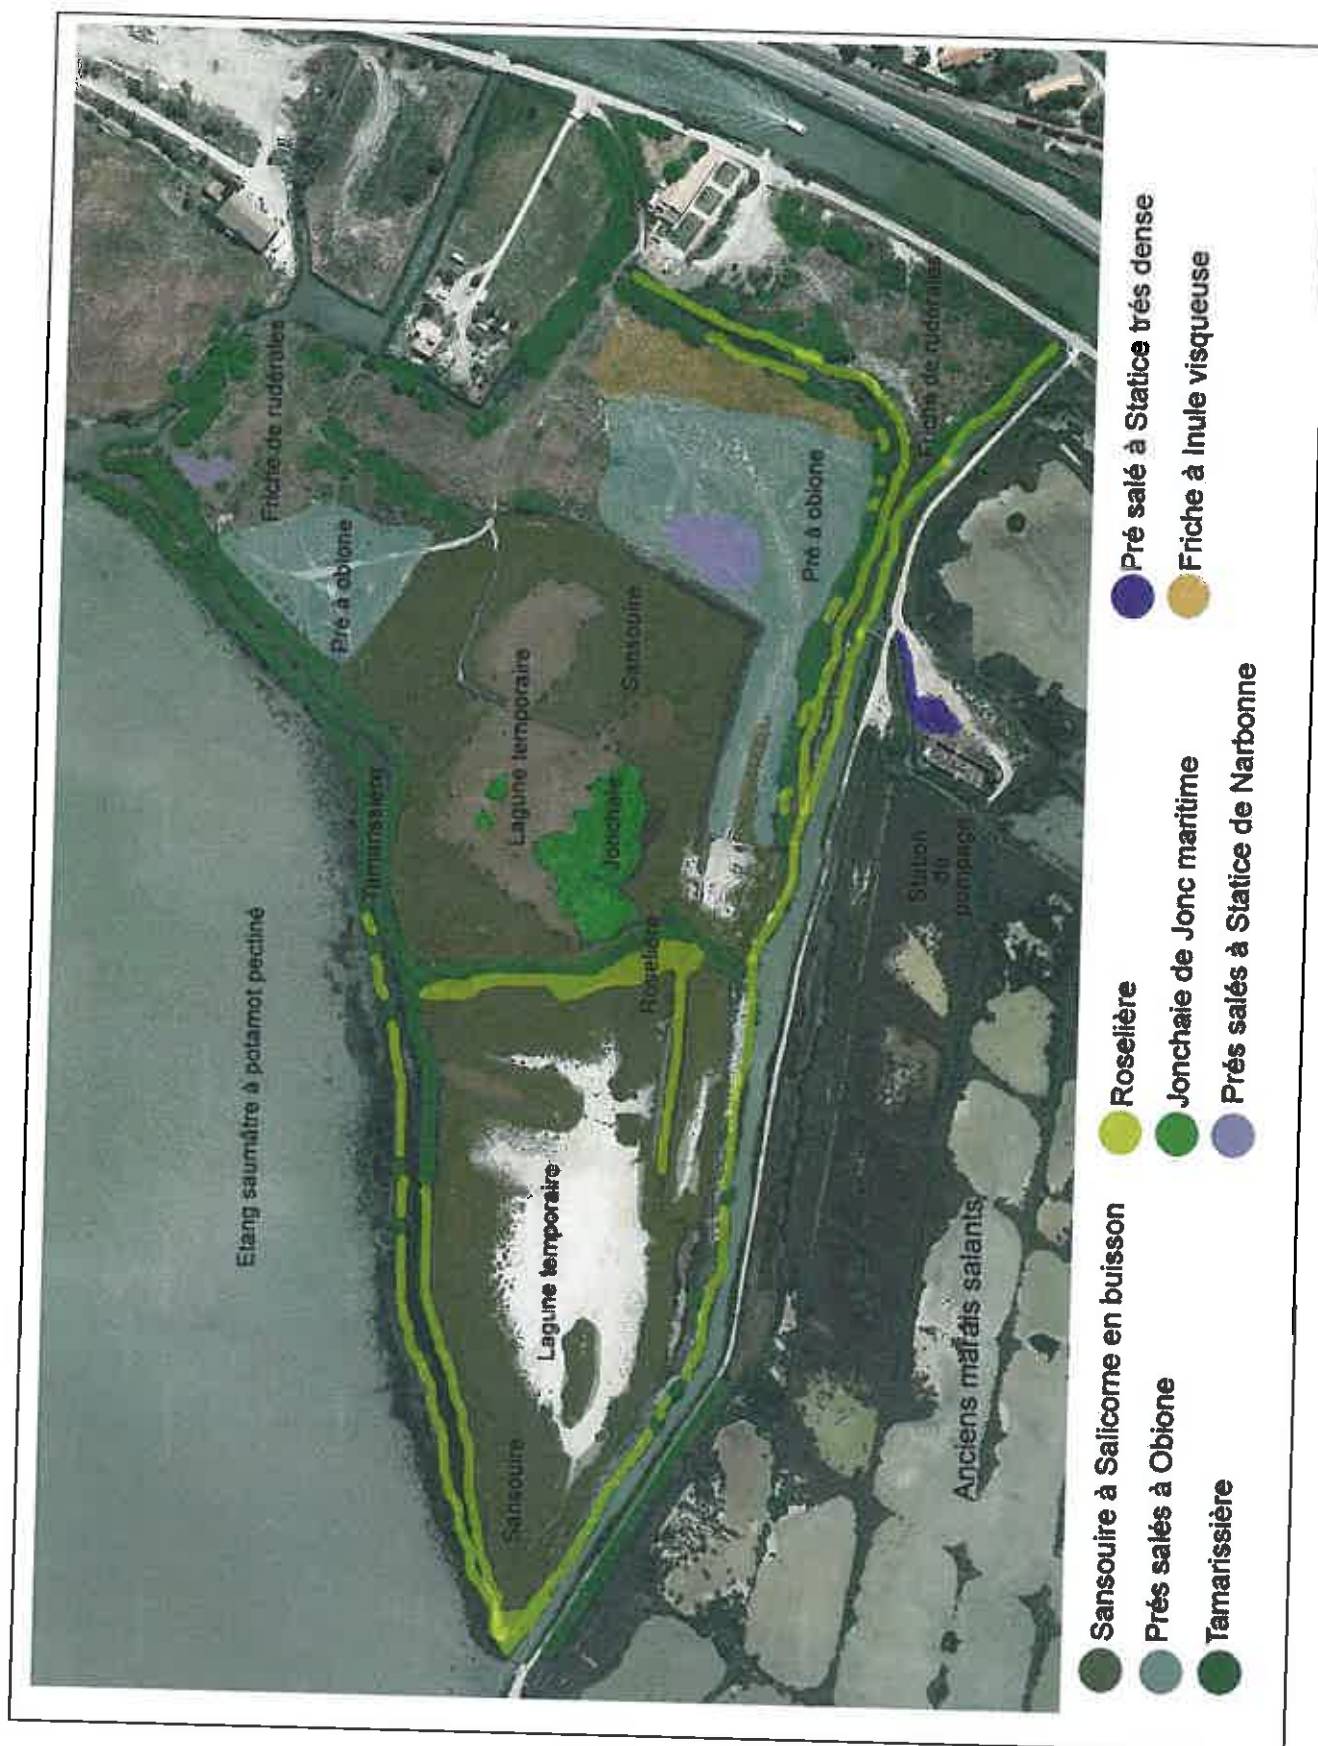 Etang saumâtre à potamot pectiné
Tamarissière
Pré à obione
Friche de rudérales
Sansouire
Lagune temporaire
Roselière
Jonchaie
Lagune temporaire
Sansouire
Pré à obione
Friche de rudérales
Anciens marais salants
Station
de
pompage
Sansouire à Salicorne en buisson
Prés salés à Obione
Tamarissière
Roselière
Jonchaie de Jonc maritime
Prés salés à Statice de Narbonne
Pré salé à Statice trés dense
Friche à Inule visqueuse